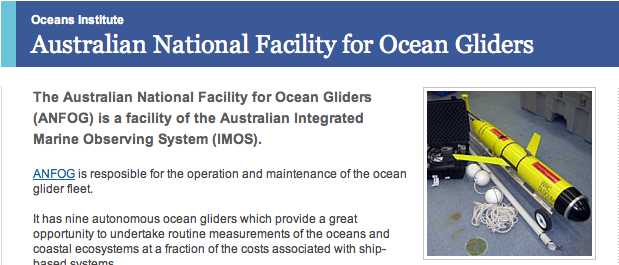 Oceans Institute
Australian National Facility for Ocean Gliders
The Australian National Facility for Ocean Gliders
(ANFOG) is a facility of the Australian Integrated
Marine Observing System (IMOS).
ANFOG is resposible for the operation and maintenance of the ocean
glider fleet.
It has nine autonomous ocean gliders which provide a great
opportunity to undertake routine measurements of the oceans and
coastal ecosystems at a fraction of the costs associated with ship-
based systems